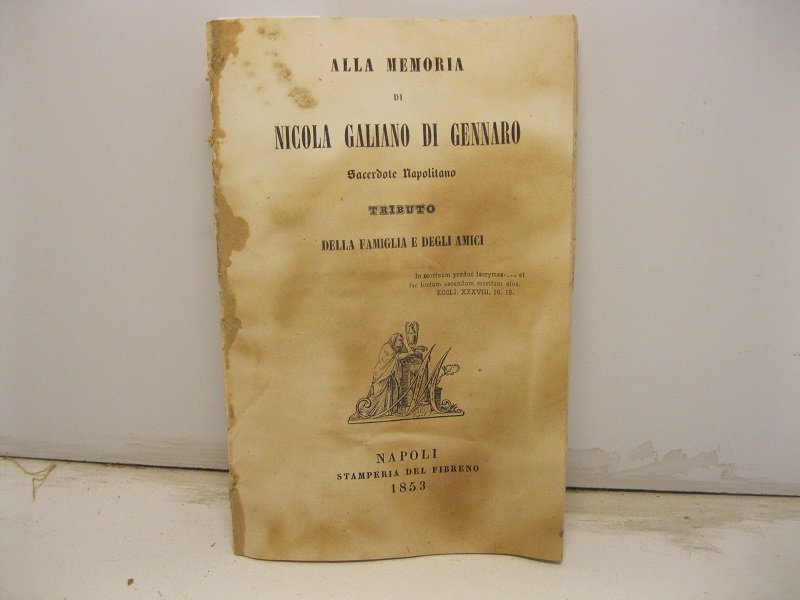 ALLA MEMORIA
DI
NICOLA GALIANO DI GENNARO
Sacerdote Napolitano
TRIBUTO
DELLA FAMIGLIA E DEGLI AMICI
In mortuum produc lacrymas.... et
fac luctum secundum meritum eius.
ECCLI: XXXVIII. 16, 18.
NAPOLI
STAMPERIA DEL FIBRENO
1853